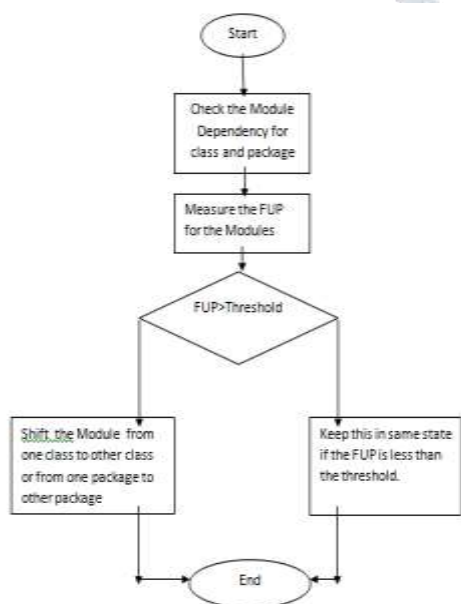 Start
Check the Module
Dependency for
class and package
Measure the FUP
for the Modules
FUP>Threshold
Shift the Module from
one class to other class
or from one package to
other package
Keep this in same state
if the FUP is less than
the threshold.
End